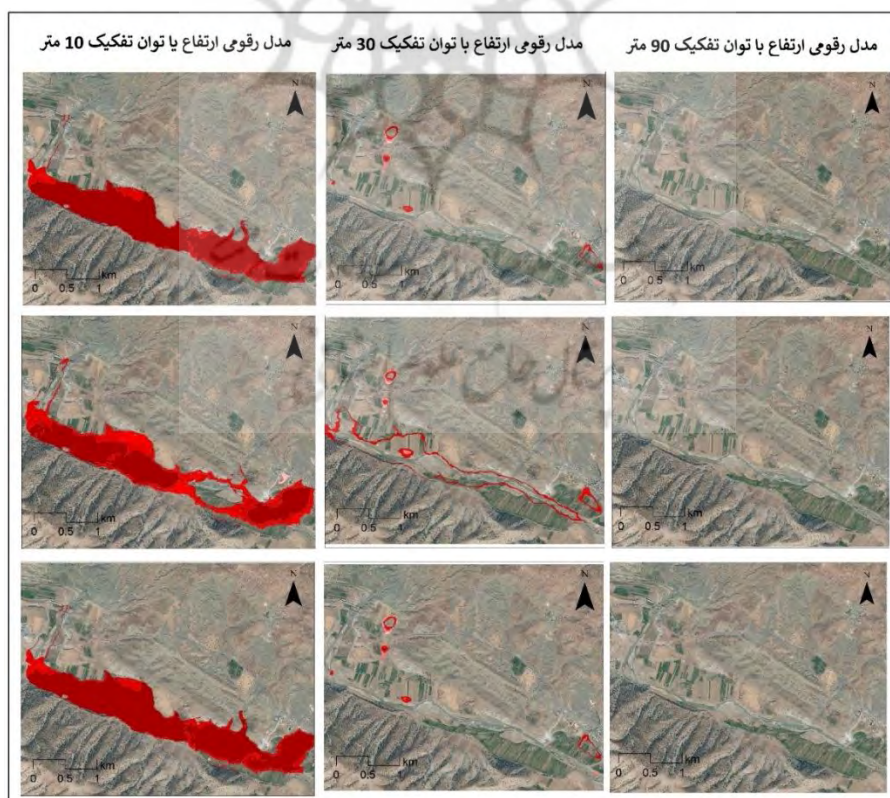 مدل رقومی ارتفاع با توان تفکیک 90 متر
مدل رقومی ارتفاع با توان تفکیک 30 متر
مدل رقومی ارتفاع یا توان تفکیک 10 متر
N
N
N
0 0.5 1 km
0 0.5 1 km
0 0.5 1 km
جامع علوم
N
N
N
0 0.5 1 km
0 0.5 1 km
0 0.5 1 km
N
N
N
0 0.5 1 km
0 0.5 1 km
0 0.5 1 km